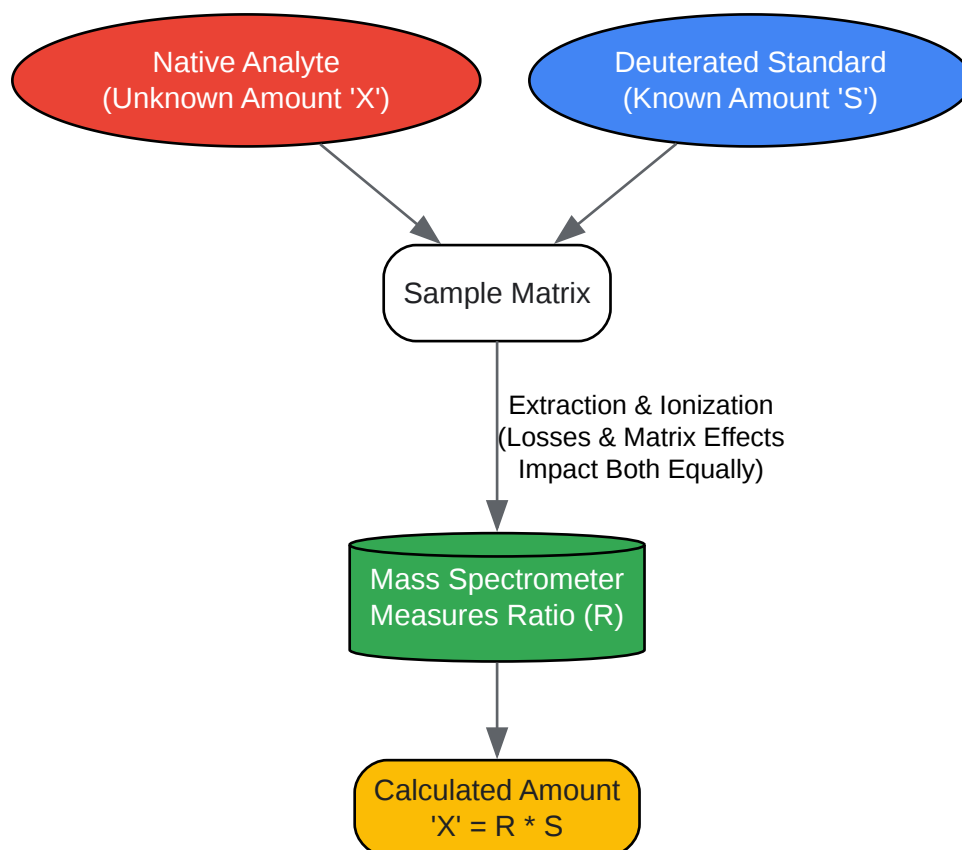 Native Analyte
(Unknown Amount 'X')
Deuterated Standard
(Known Amount 'S')
Sample Matrix
Extraction & Ionization
(Losses & Matrix Effects
Impact Both Equally)
Mass Spectrometer
Measures Ratio (R)
Calculated Amount
'X' = R * S